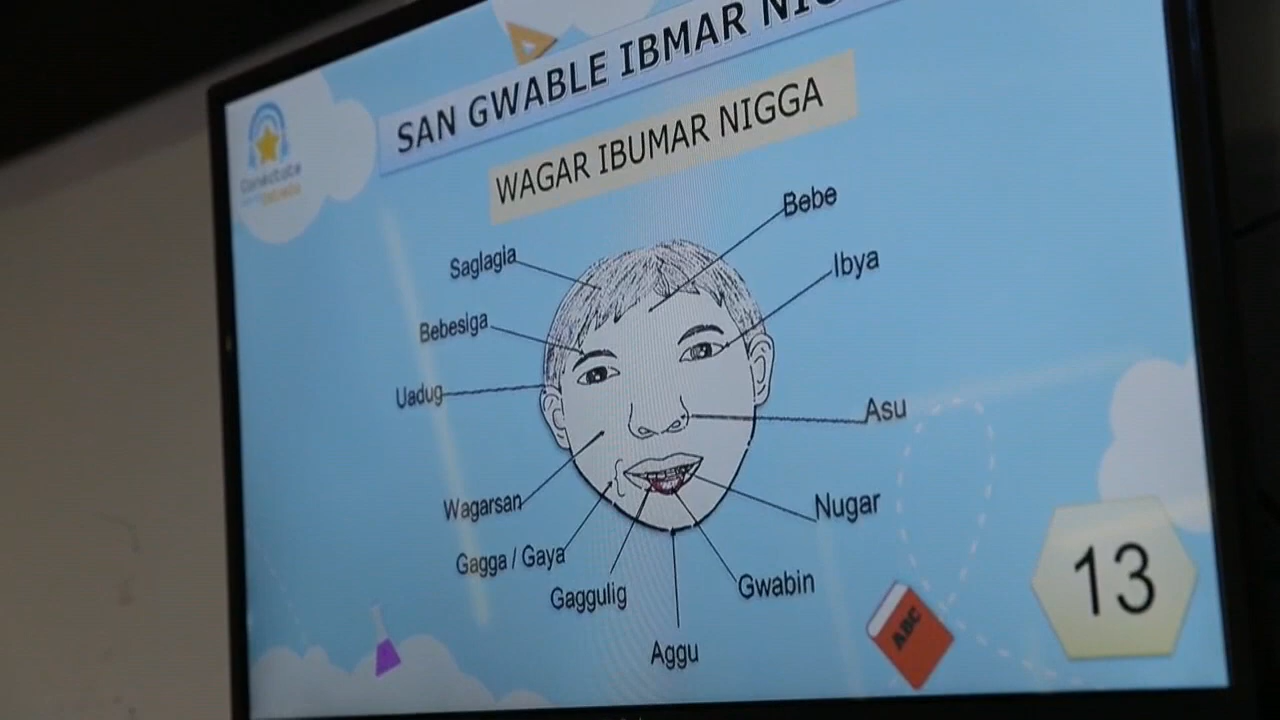 SAN GWABLE IBMAR
WAGAR IBUMAR NIGGA
Bebe
Saglagia
Ibya
Bebesiga
Uadug
Asu
Wagarsan
Nugar
Gagga / Gaya
Gaggulig
Gwabin
Aggu
ABC
13
Conéctate